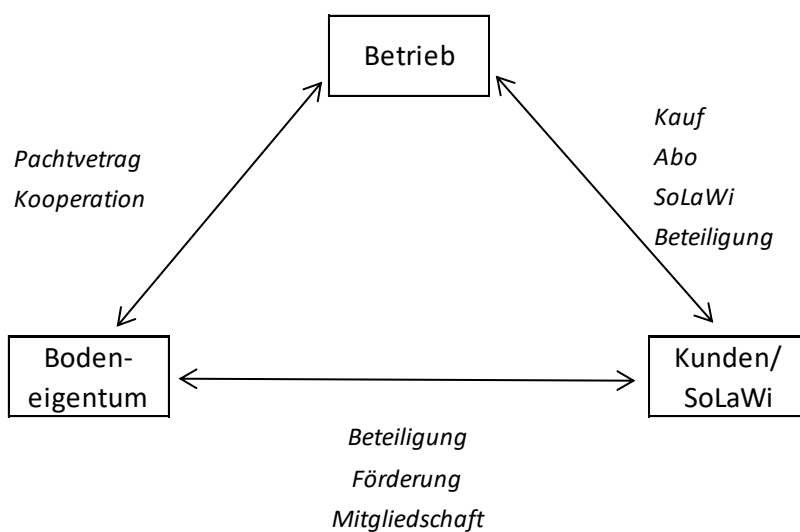 Betrieb
Pachtvetrag
Kooperation
Kauf
Abo
SoLaWi
Beteiligung
Boden-
eigentum
Kunden/
SoLaWi
Beteiligung
Förderung
Mitgliedschaft